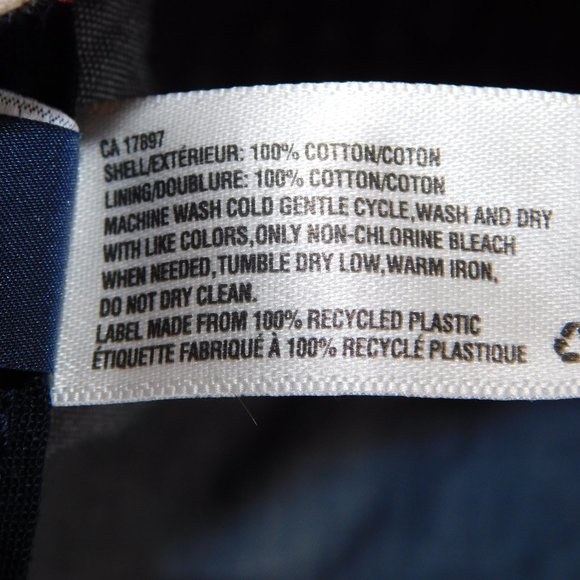 CA 17897
SHELL/EXTÉRIEUR: 100% COTTON/COTON
LINING/DOUBLURE: 100% COTTON/COTON
MACHINE WASH COLD GENTLE CYCLE,WASH AND DRY
WITH LIKE COLORS,ONLY NON-CHLORINE BLEACH
WHEN NEEDED,TUMBLE DRY LOW,WARM IRON,
DO NOT DRY CLEAN.
LABEL MADE FROM 100% RECYCLED PLASTIC
ÉTIQUETTE FABRIQUÉ À 100% RECYCLÉ PLASTIQUE